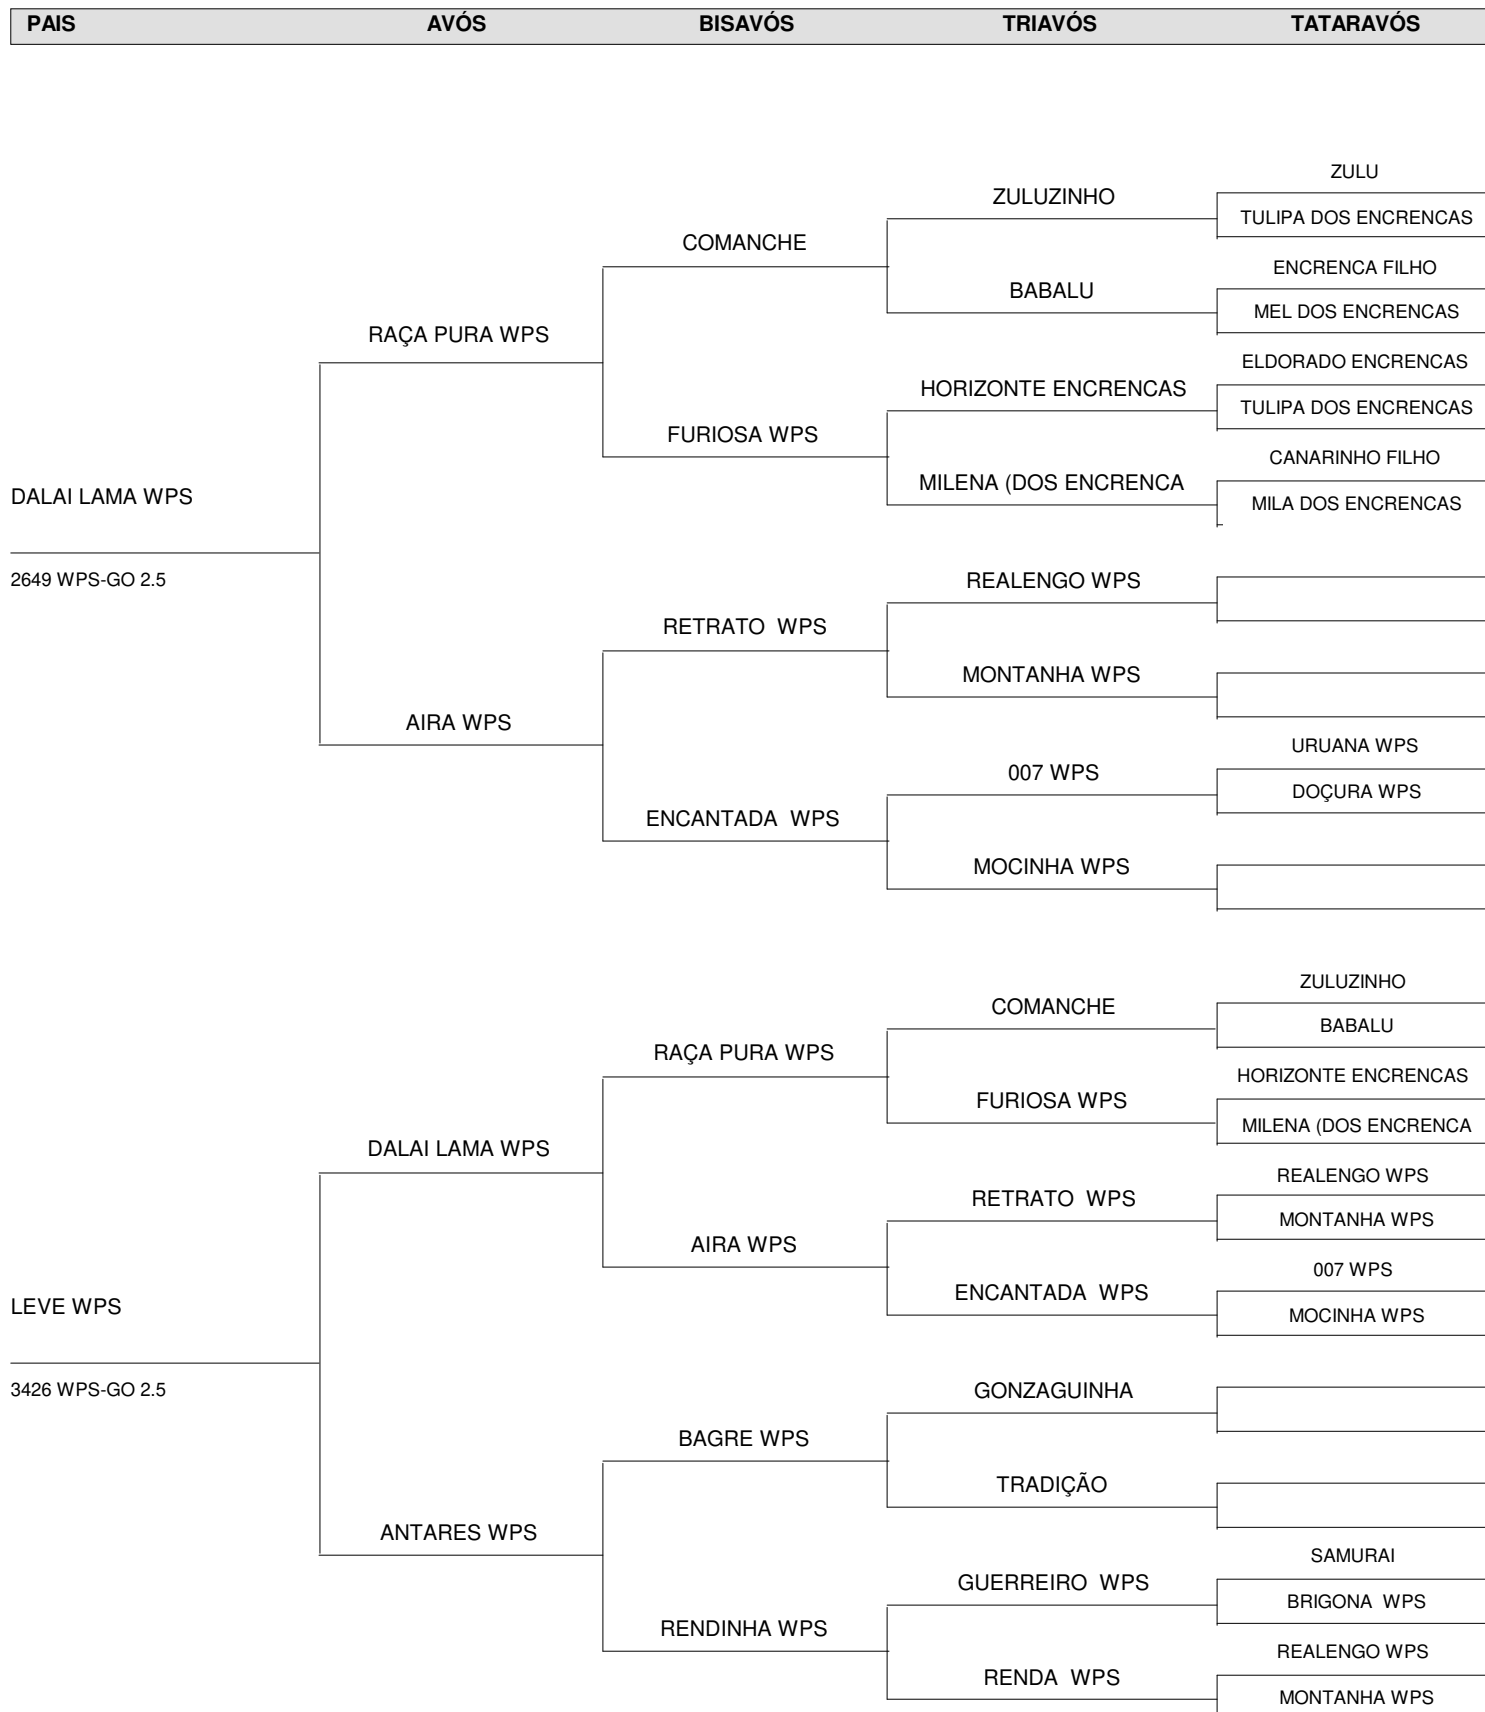 PAIS AVÓS BISAVÓS TRIAVÓS TATARAVÓS
ZULU
ZULUZINHO
TULIPA DOS ENCRENCAS
COMANCHE
ENCRENCA FILHO
BABALU
MEL DOS ENCRENCAS
RAÇA PURA WPS
ELDORADO ENCRENCAS
HORIZONTE ENCRENCAS
TULIPA DOS ENCRENCAS
FURIOSA WPS
CANARINHO FILHO
MILENA (DOS ENCRENCA
DALAI LAMA WPS
MILA DOS ENCRENCAS
2649 WPS-GO 2.5
REALENGO WPS
RETRATO WPS
MONTANHA WPS
AIRA WPS
URUANA WPS
007 WPS
DOÇURA WPS
ENCANTADA WPS
MOCINHA WPS
ZULUZINHO
COMANCHE
BABALU
RAÇA PURA WPS
HORIZONTE ENCRENCAS
FURIOSA WPS
MILENA (DOS ENCRENCA
DALAI LAMA WPS
REALENGO WPS
RETRATO WPS
MONTANHA WPS
AIRA WPS
007 WPS
ENCANTADA WPS
LEVE WPS
MOCINHA WPS
3426 WPS-GO 2.5
GONZAGUINHA
BAGRE WPS
TRADIÇÃO
ANTARES WPS
SAMURAI
GUERREIRO WPS
BRIGONA WPS
RENDINHA WPS
REALENGO WPS
RENDA WPS
MONTANHA WPS